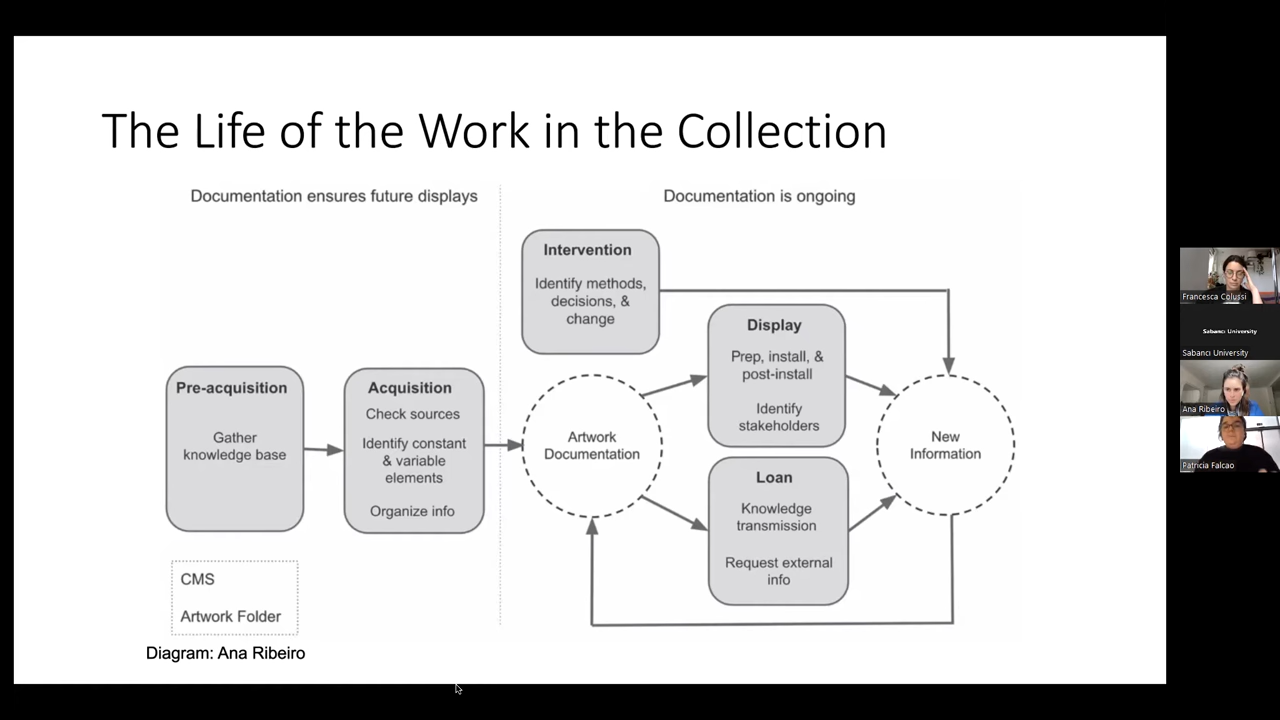 The Life of the Work in the Collection
Documentation ensures future displays
Documentation is ongoing
Pre-acquisition
Gather
knowledge base
Acquisition
Check sources
Identify constant
& variable
elements
Organize info
Intervention
Identify methods,
decisions, &
change
Artwork
Documentation
Display
Prep, install, &
post-install
Identify
stakeholders
Loan
Knowledge
transmission
Request external
info
New
Information
CMS
Artwork Folder
Diagram: Ana Ribeiro
Francesca Colussi
Sabancı University
Sabancı University
Ana Ribeiro
Patricia Falcao